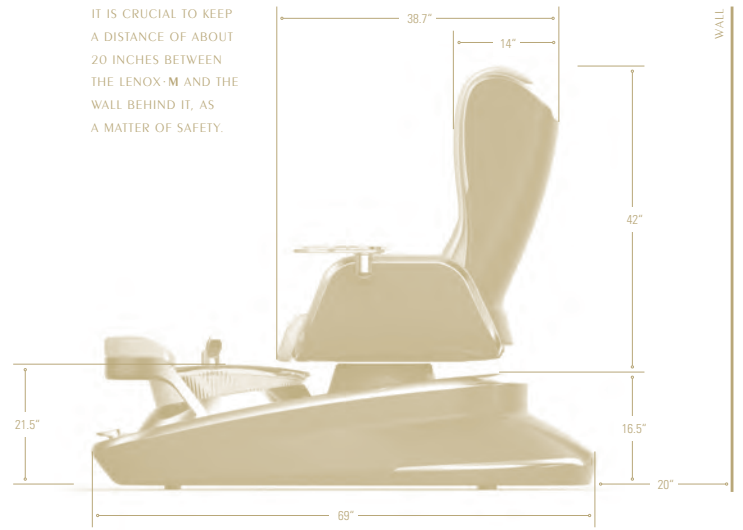 IT IS CRUCIAL TO KEEP
A DISTANCE OF ABOUT
20 INCHES BETWEEN
THE LENOX-M AND THE
WALL BEHIND IT, AS
A MATTER OF SAFETY.
38.7"
14"
WALL
42"
21.5"
16.5"
20"
69"